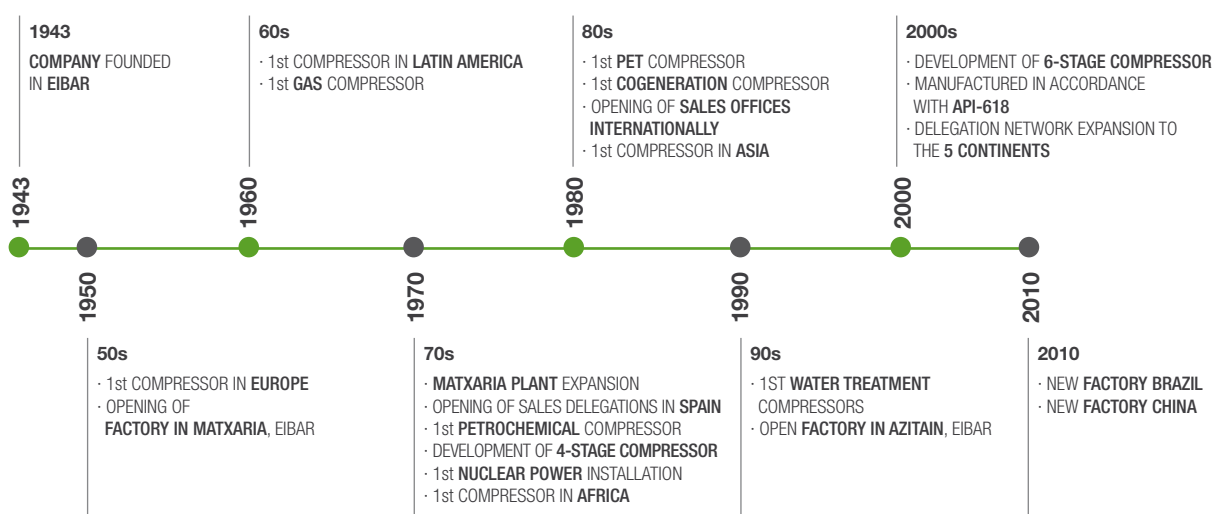 1943
COMPANY FOUNDED
IN EIBAR
60s
· 1st COMPRESSOR IN LATIN AMERICA
· 1st GAS COMPRESSOR
80s
· 1st PET COMPRESSOR
· 1st COGENERATION COMPRESSOR
· OPENING OF SALES OFFICES
INTERNATIONALLY
· 1st COMPRESSOR IN ASIA
2000s
· DEVELOPMENT OF 6-STAGE COMPRESSOR
· MANUFACTURED IN ACCORDANCE
WITH API-618
· DELEGATION NETWORK EXPANSION TO
THE 5 CONTINENTS
1943
1960
1980
2000
1950
1970
1990
2010
50s
· 1st COMPRESSOR IN EUROPE
· OPENING OF
FACTORY IN MATXARIA, EIBAR
70s
· MATXARIA PLANT EXPANSION
· OPENING OF SALES DELEGATIONS IN SPAIN
· 1st PETROCHEMICAL COMPRESSOR
· DEVELOPMENT OF 4-STAGE COMPRESSOR
· 1st NUCLEAR POWER INSTALLATION
· 1st COMPRESSOR IN AFRICA
90s
· 1ST WATER TREATMENT
COMPRESSORS
· OPEN FACTORY IN AZITAIN, EIBAR
2010
· NEW FACTORY BRAZIL
· NEW FACTORY CHINA